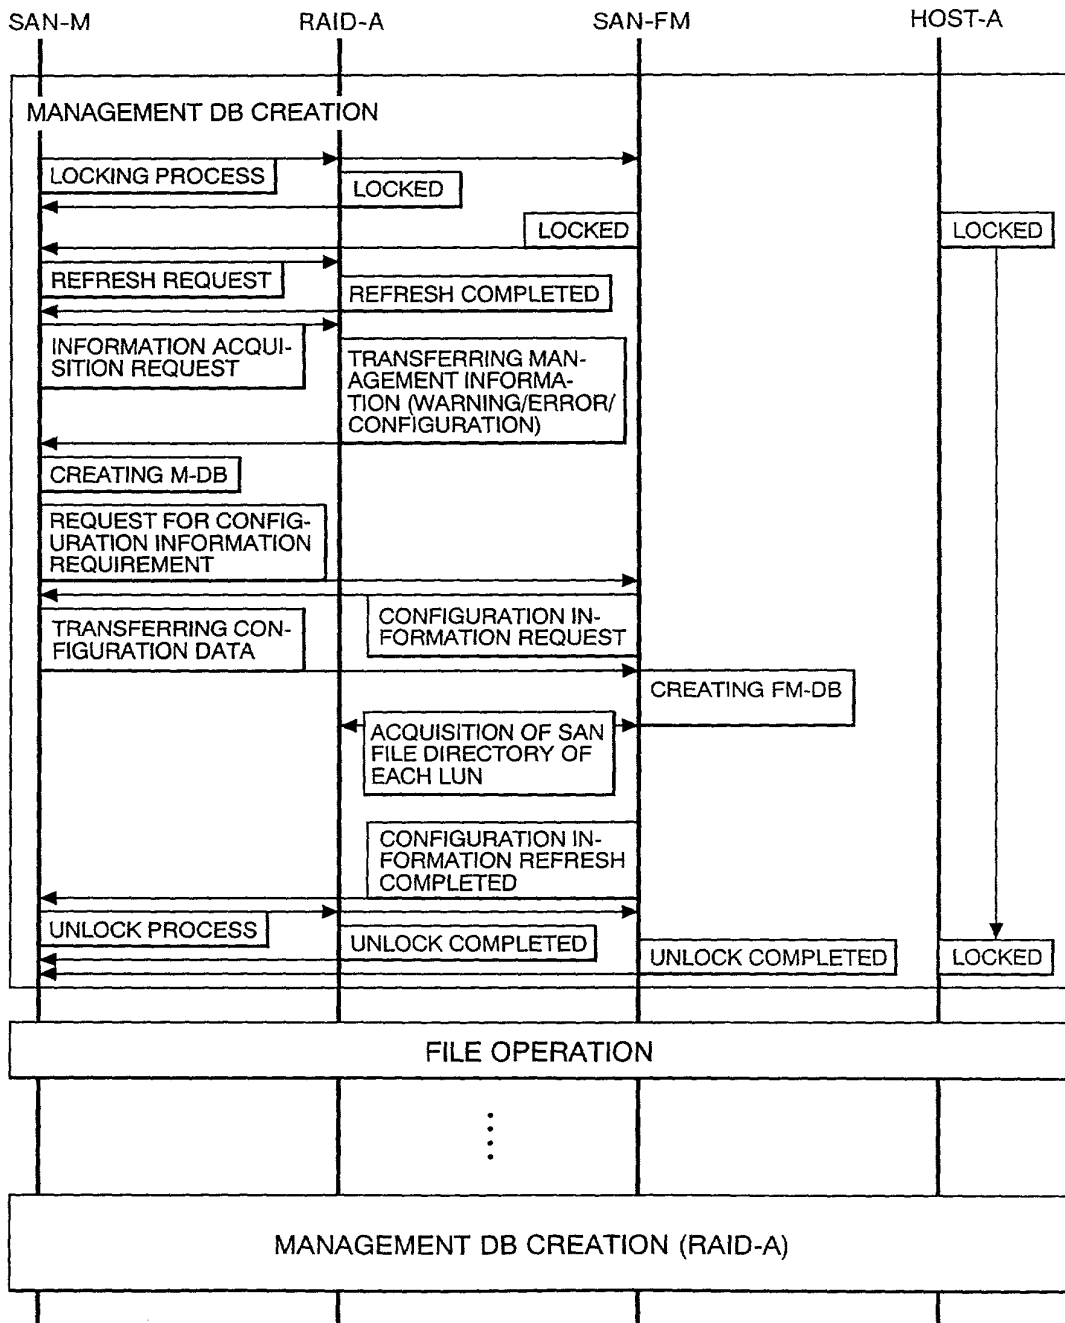 SAN-M RAID-A SAN-FM HOST-A
MANAGEMENT DB CREATION
LOCKING PROCESS
LOCKED
LOCKED
LOCKED
REFRESH REQUEST
REFRESH COMPLETED
INFORMATION ACQUI-
SITION REQUEST
TRANSFERRING MAN-
AGEMENT INFORMA-
TION (WARNING/ERROR/
CONFIGURATION)
CREATING M-DB
REQUEST FOR CONFIG-
URATION INFORMATION
REQUIREMENT
CONFIGURATION IN-
FORMATION REQUEST
TRANSFERRING CON-
FIGURATION DATA
CREATING FM-DB
ACQUISITION OF SAN
FILE DIRECTORY OF
EACH LUN
CONFIGURATION IN-
FORMATION REFRESH
COMPLETED
UNLOCK PROCESS
UNLOCK COMPLETED
UNLOCK COMPLETED
LOCKED
FILE OPERATION
MANAGEMENT DB CREATION (RAID-A)